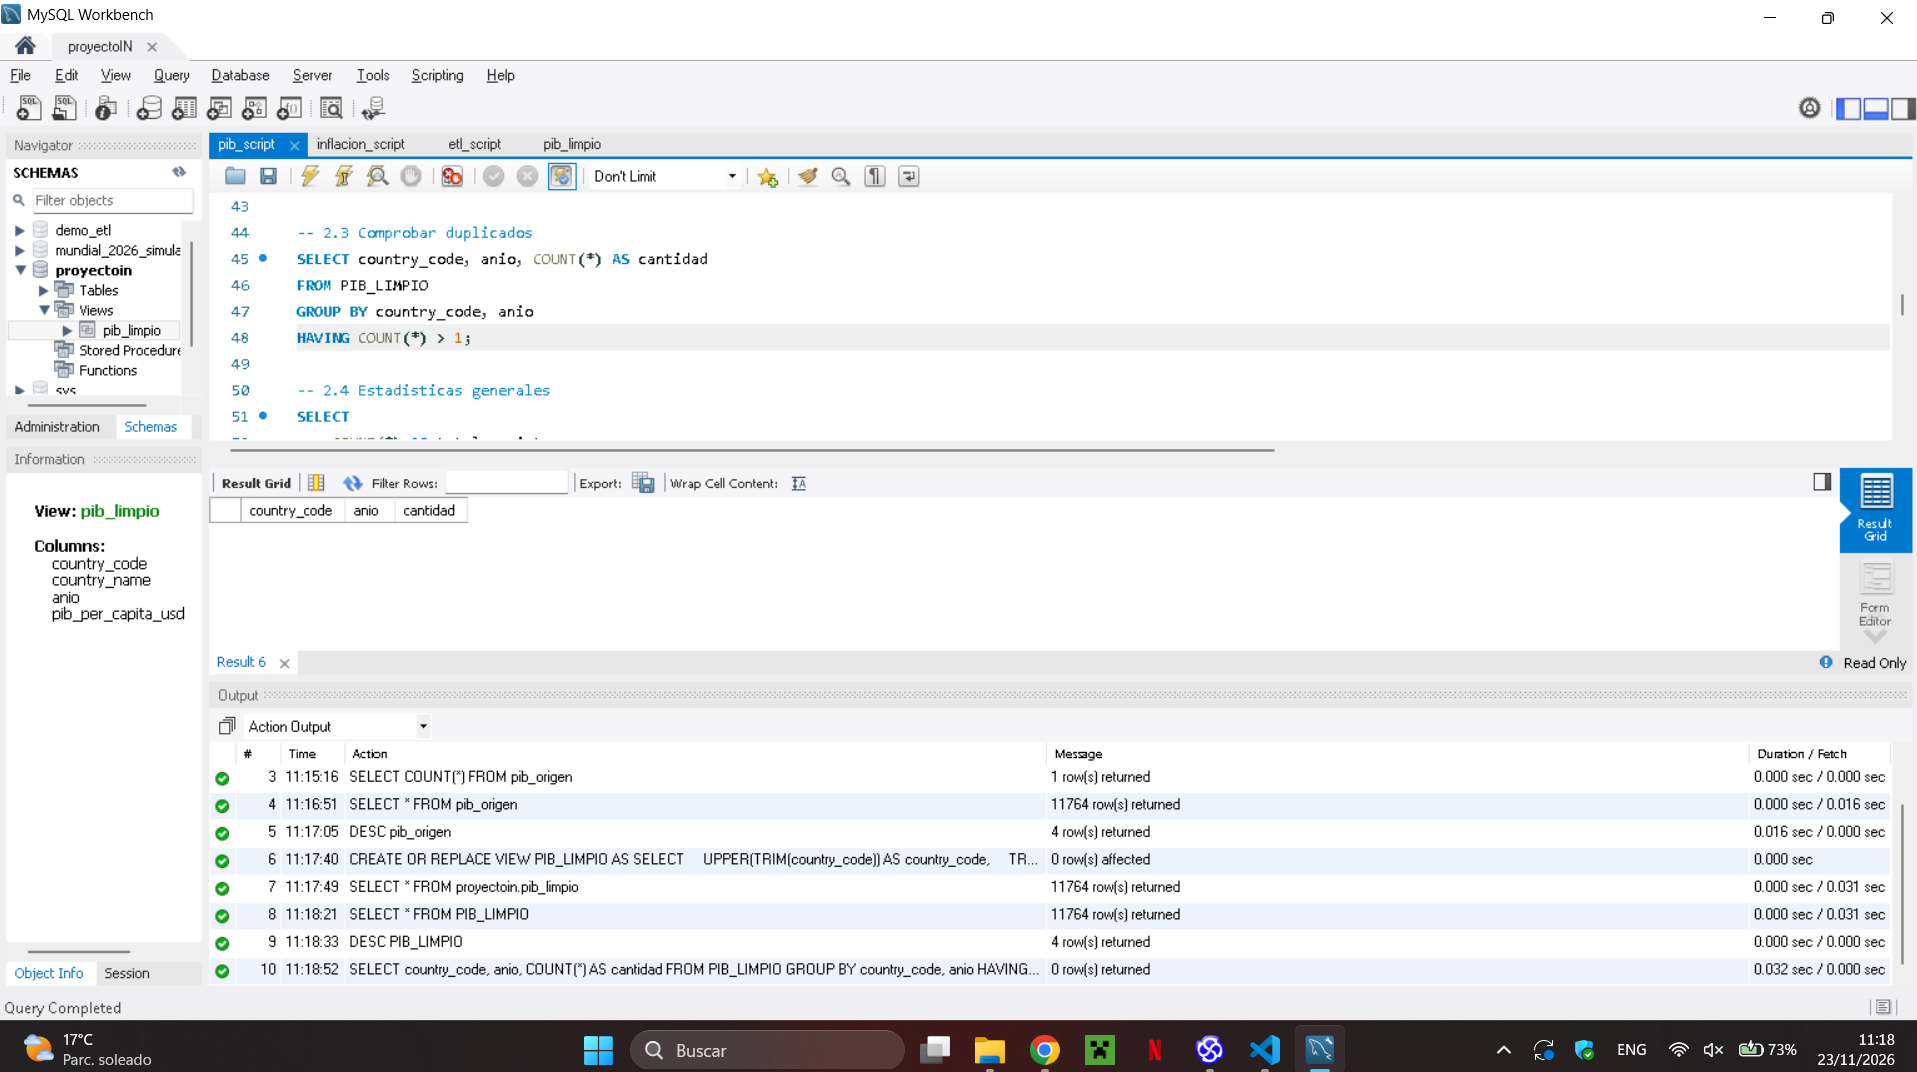 MySQL Workbench
proyectoIN
File Edit View Query Database Server Tools Scripting Help
Navigator
SCHEMAS
Filter objects
demo_etl
mundial_2026_simula
proyectoin
Tables
Views
pib_limpio
Stored Procedure
Functions
sys
Administration Schemas
Information
View: pib_limpio
Columns:
country_code
country_name
anio
pib_per_capita_usd
Object Info Session
pib_script inflacion_script etl_script pib_limpio
Don't Limit
43
44 -- 2.3 Comprobar duplicados
45 SELECT country_code, anio, COUNT(*) AS cantidad
46 FROM PIB_LIMPIO
47 GROUP BY country_code, anio
48 HAVING COUNT(*) > 1;
49
50 -- 2.4 Estadisticas generales
51 SELECT
Result Grid Filter Rows: Export: Wrap Cell Content:
country_code anio cantidad
Result Grid
Form Editor
Result 6
Read Only
Output
Action Output
# Time Action Message Duration / Fetch
3 11:15:16 SELECT COUNT(*) FROM pib_origen 1 row(s) returned 0.000 sec / 0.000 sec
4 11:16:51 SELECT * FROM pib_origen 11764 row(s) returned 0.000 sec / 0.016 sec
5 11:17:05 DESC pib_origen 4 row(s) returned 0.016 sec / 0.000 sec
6 11:17:40 CREATE OR REPLACE VIEW PIB_LIMPIO AS SELECT UPPER(TRIM(country_code)) AS country_code, TR... 0 row(s) affected 0.000 sec
7 11:17:49 SELECT * FROM proyectoin.pib_limpio 11764 row(s) returned 0.000 sec / 0.031 sec
8 11:18:21 SELECT * FROM PIB_LIMPIO 11764 row(s) returned 0.000 sec / 0.031 sec
9 11:18:33 DESC PIB_LIMPIO 4 row(s) returned 0.000 sec / 0.000 sec
10 11:18:52 SELECT country_code, anio, COUNT(*) AS cantidad FROM PIB_LIMPIO GROUP BY country_code, anio HAVING... 0 row(s) returned 0.032 sec / 0.000 sec
Query Completed
17°C
Parc. soleado
Buscar
ENG
73%
11:18
23/11/2026